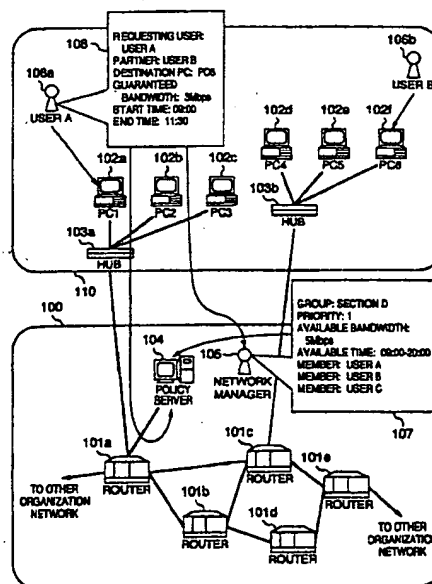 108
REQUESTING USER:
USER A
PARTNER: USER B
DESTINATION PC: PC6
GUARANTEED
BANDWIDTH: 3Mbps
START TIME: 09:00
END TIME: 11:30
106a
USER A
106b
USER B
102a
102b
102c
102d
102e
102f
PC1
PC2
PC3
PC4
PC5
PC6
103a
HUB
103b
HUB
110
100
104
POLICY
SERVER
105
NETWORK
MANAGER
GROUP: SECTION D
PRIORITY: 1
AVAILABLE BANDWIDTH:
5Mbps
AVAILABLE TIME: 09:00-20:00
MEMBER: USER A
MEMBER: USER B
MEMBER: USER C
107
101a
ROUTER
101b
ROUTER
101c
ROUTER
101d
ROUTER
101e
ROUTER
TO OTHER
ORGANIZATION
NETWORK
TO OTHER
ORGANIZATION
NETWORK